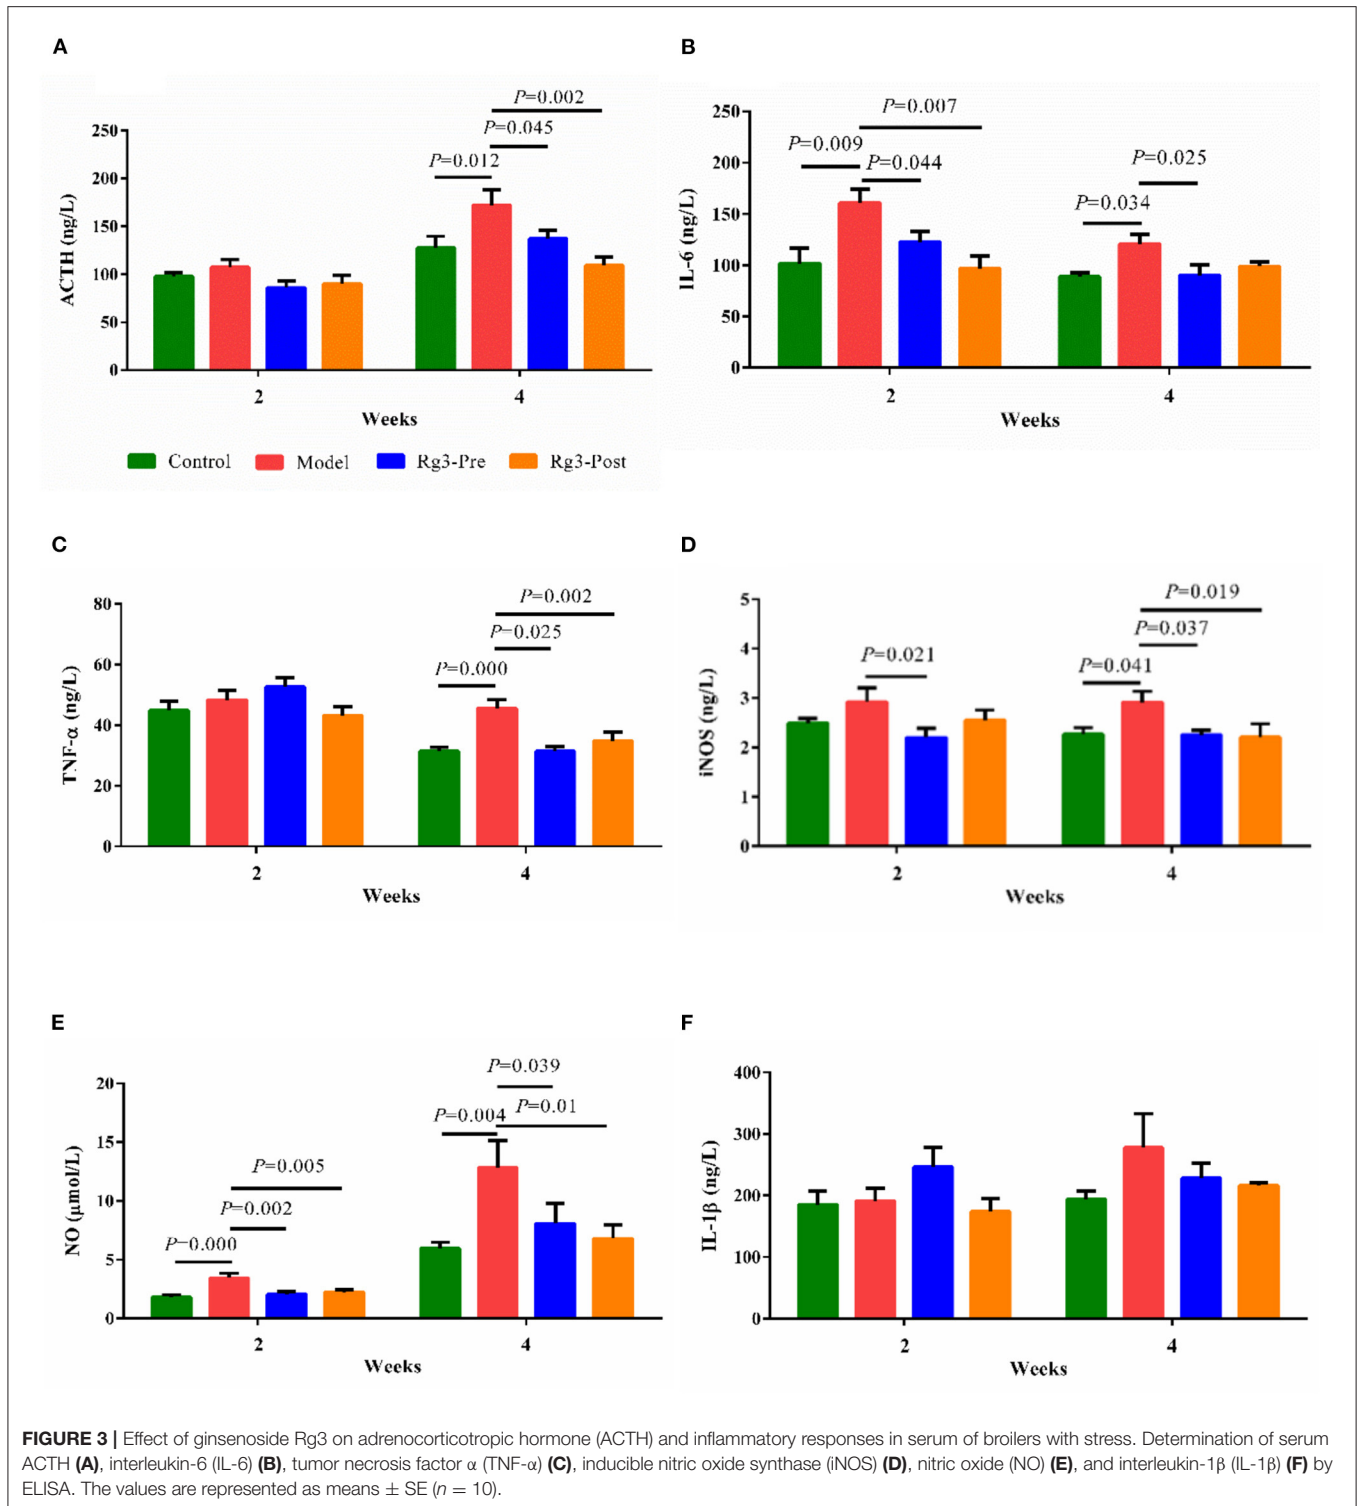 A
P=0.002
P=0.045
P=0.012
250
200
150
100
50
0
ACTH (ng/L)
2
4
Weeks
Control
Model
Rg3-Pre
Rg3-Post
B
P=0.007
P=0.009
P=0.044
P=0.025
P=0.034
250
200
150
100
50
0
IL-6 (ng/L)
2
4
Weeks
C
P=0.002
P=0.025
P=0.000
80
60
40
20
0
TNF-α (ng/L)
2
4
Weeks
D
P=0.019
P=0.037
P=0.021
P=0.041
5
4
3
2
1
0
iNOS (ng/L)
2
4
Weeks
E
P=0.039
P=0.004
P=0.01
P=0.005
P=0.002
P=0.000
20
15
10
5
0
NO (μmol/L)
2
4
Weeks
F
400
300
200
100
0
IL-1β (ng/L)
2
4
Weeks
FIGURE 3 | Effect of ginsenoside Rg3 on adrenocorticotropic hormone (ACTH) and inflammatory responses in serum of broilers with stress. Determination of serum
ACTH (A), interleukin-6 (IL-6) (B), tumor necrosis factor α (TNF-α) (C), inducible nitric oxide synthase (iNOS) (D), nitric oxide (NO) (E), and interleukin-1β (IL-1β) (F) by
ELISA. The values are represented as means ± SE (n = 10).